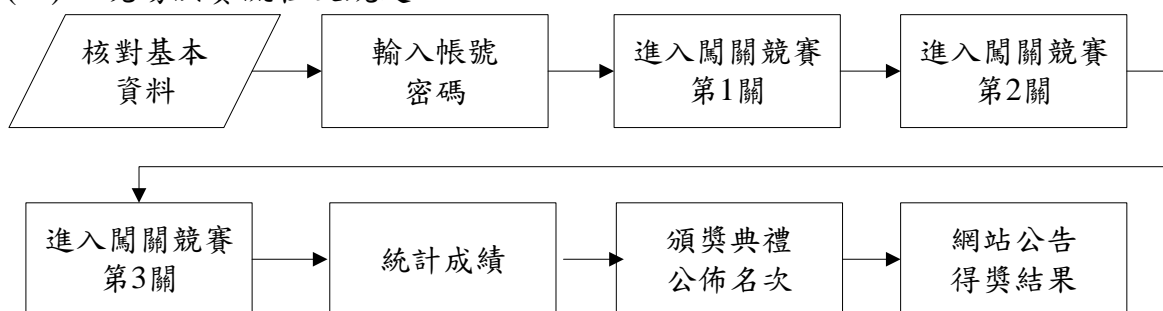 核對基本
資料
輸入帳號
密碼
進入闖關競賽
第1關
進入闖關競賽
第2關
進入闖關競賽
第3關
統計成績
頒獎典禮
公佈名次
網站公告
得獎結果